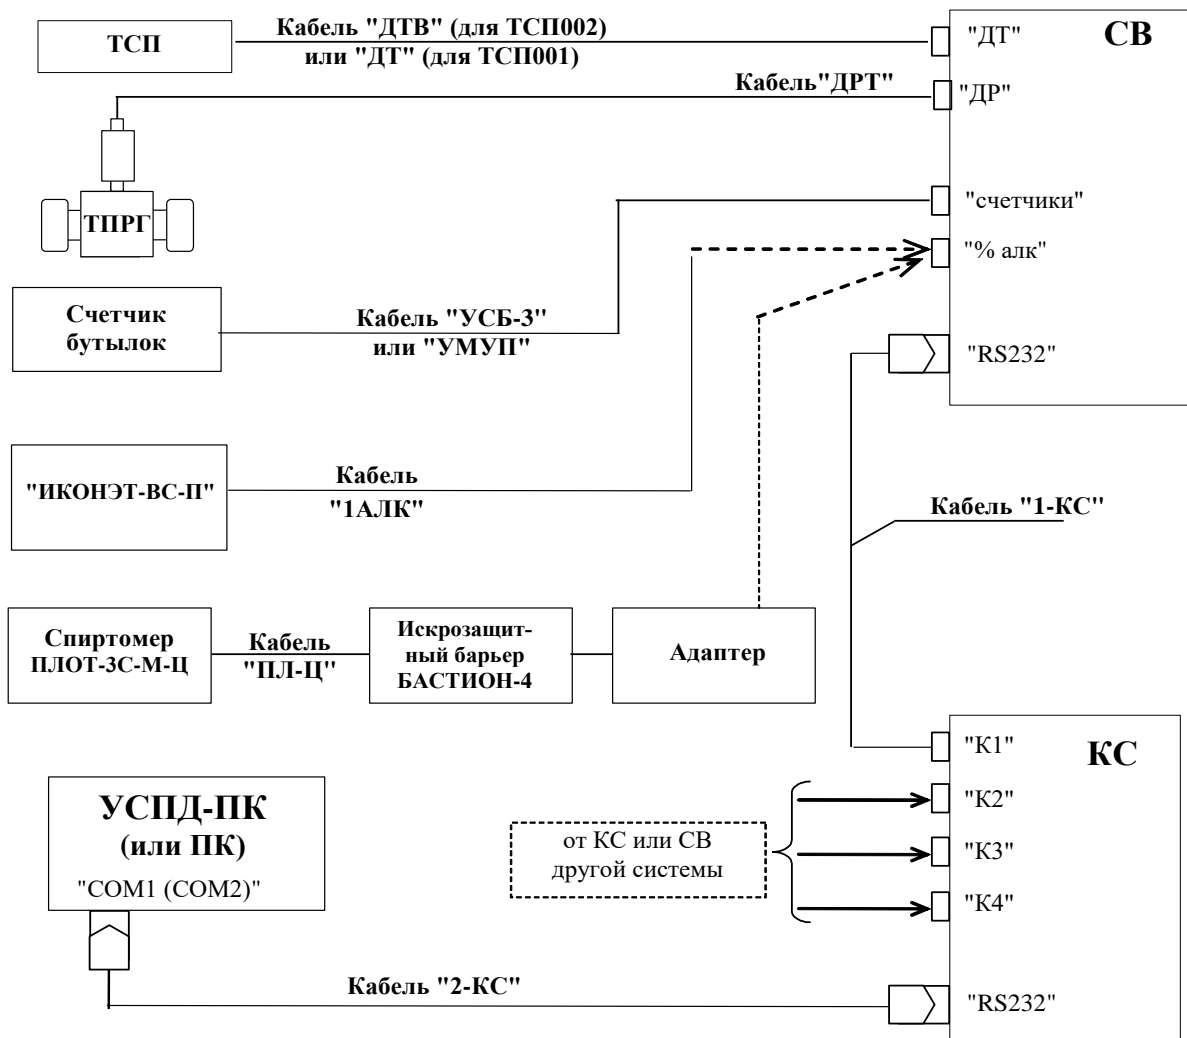 ТСП
Кабель "ДТВ" (для ТСП002)
или "ДТ" (для ТСП001)
"ДТ"
СВ
Кабель"ДРТ"
"ДР"
ТПРГ
"счетчики"
"% алк"
Счетчик
бутылок
Кабель "УСБ-3"
или "УМУП"
"RS232"
"ИКОНЭТ-ВС-П"
Кабель
"1АЛК"
Кабель "1-КС"
Спиртомер
ПЛОТ-3С-М-Ц
Кабель
"ПЛ-Ц"
Искрозащит-
ный барьер
БАСТИОН-4
Адаптер
"К1"
КС
"К2"
"К3"
"К4"
от КС или СВ
другой системы
УСПД-ПК
(или ПК)
"COM1 (COM2)"
Кабель "2-КС"
"RS232"